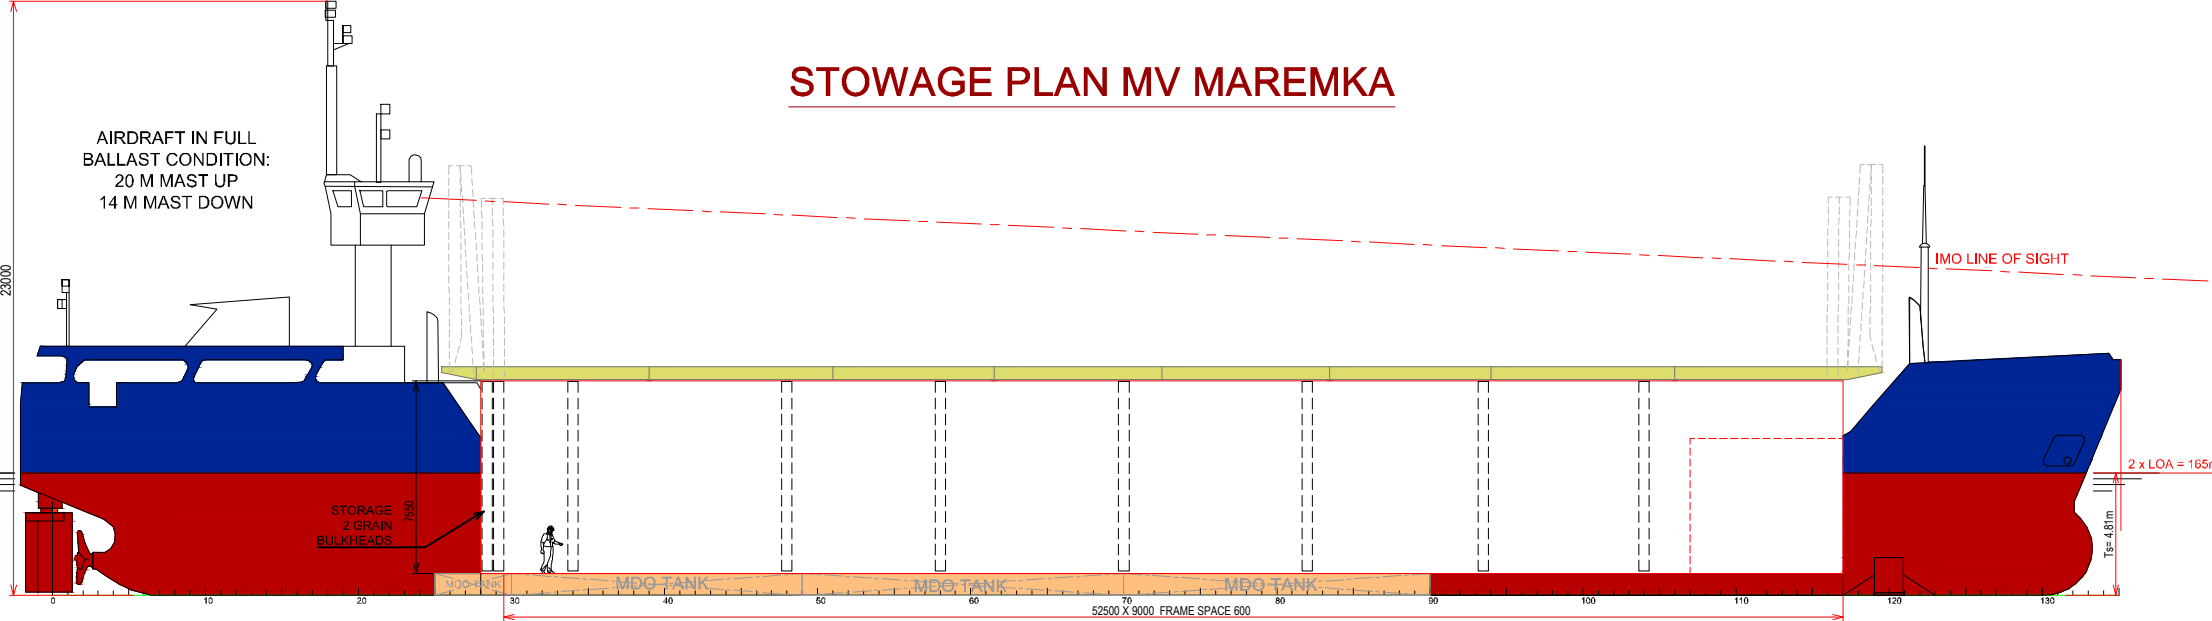 STOWAGE PLAN MV MAREMKA
AIRDRAFT IN FULL
BALLAST CONDITION:
20 M MAST UP
14 M MAST DOWN
23000
IMO LINE OF SIGHT
2 x LOA = 165m
STORAGE
2 GRAIN
BULKHEADS
7550
Ts= 4.81m
MDO TANK
MDO TANK
MDO TANK
MDO TANK
0 10 20 30 40 50 60 70 80 90 100 110 120 130
52500 X 9000 FRAME SPACE 600